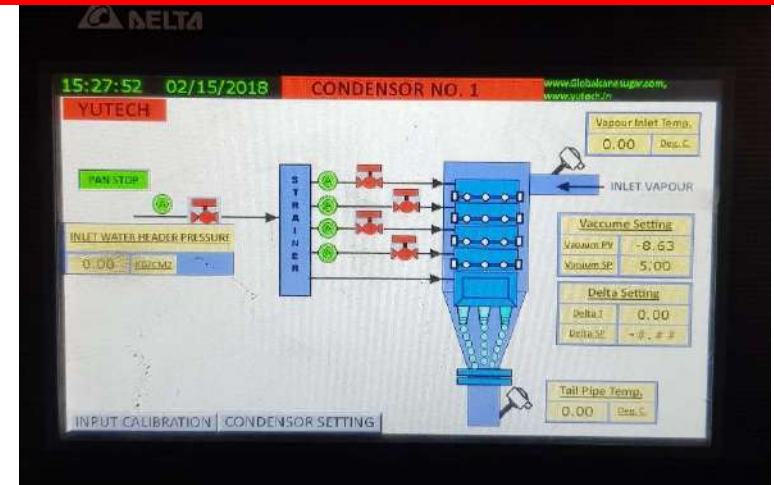 DELTA
15:27:52 02/15/2018 CONDENSOR NO. 1 www.Globalcanesugar.com,
www.yutech.in
YUTECH
Vapour Inlet Temp.
0.00 Deg. C.
PAN STOP
STRAINER
INLET VAPOUR
INLET WATER HEADER PRESSURE
0.00 KG/CM2
Vaccume Setting
Vacuum PV -8.63
Vacuum SP 5.00
Delta Setting
Delta T 0.00
Delta SP -#.##
Tail Pipe Temp.
0.00 Deg. C.
INPUT CALIBRATION CONDENSOR SETTING